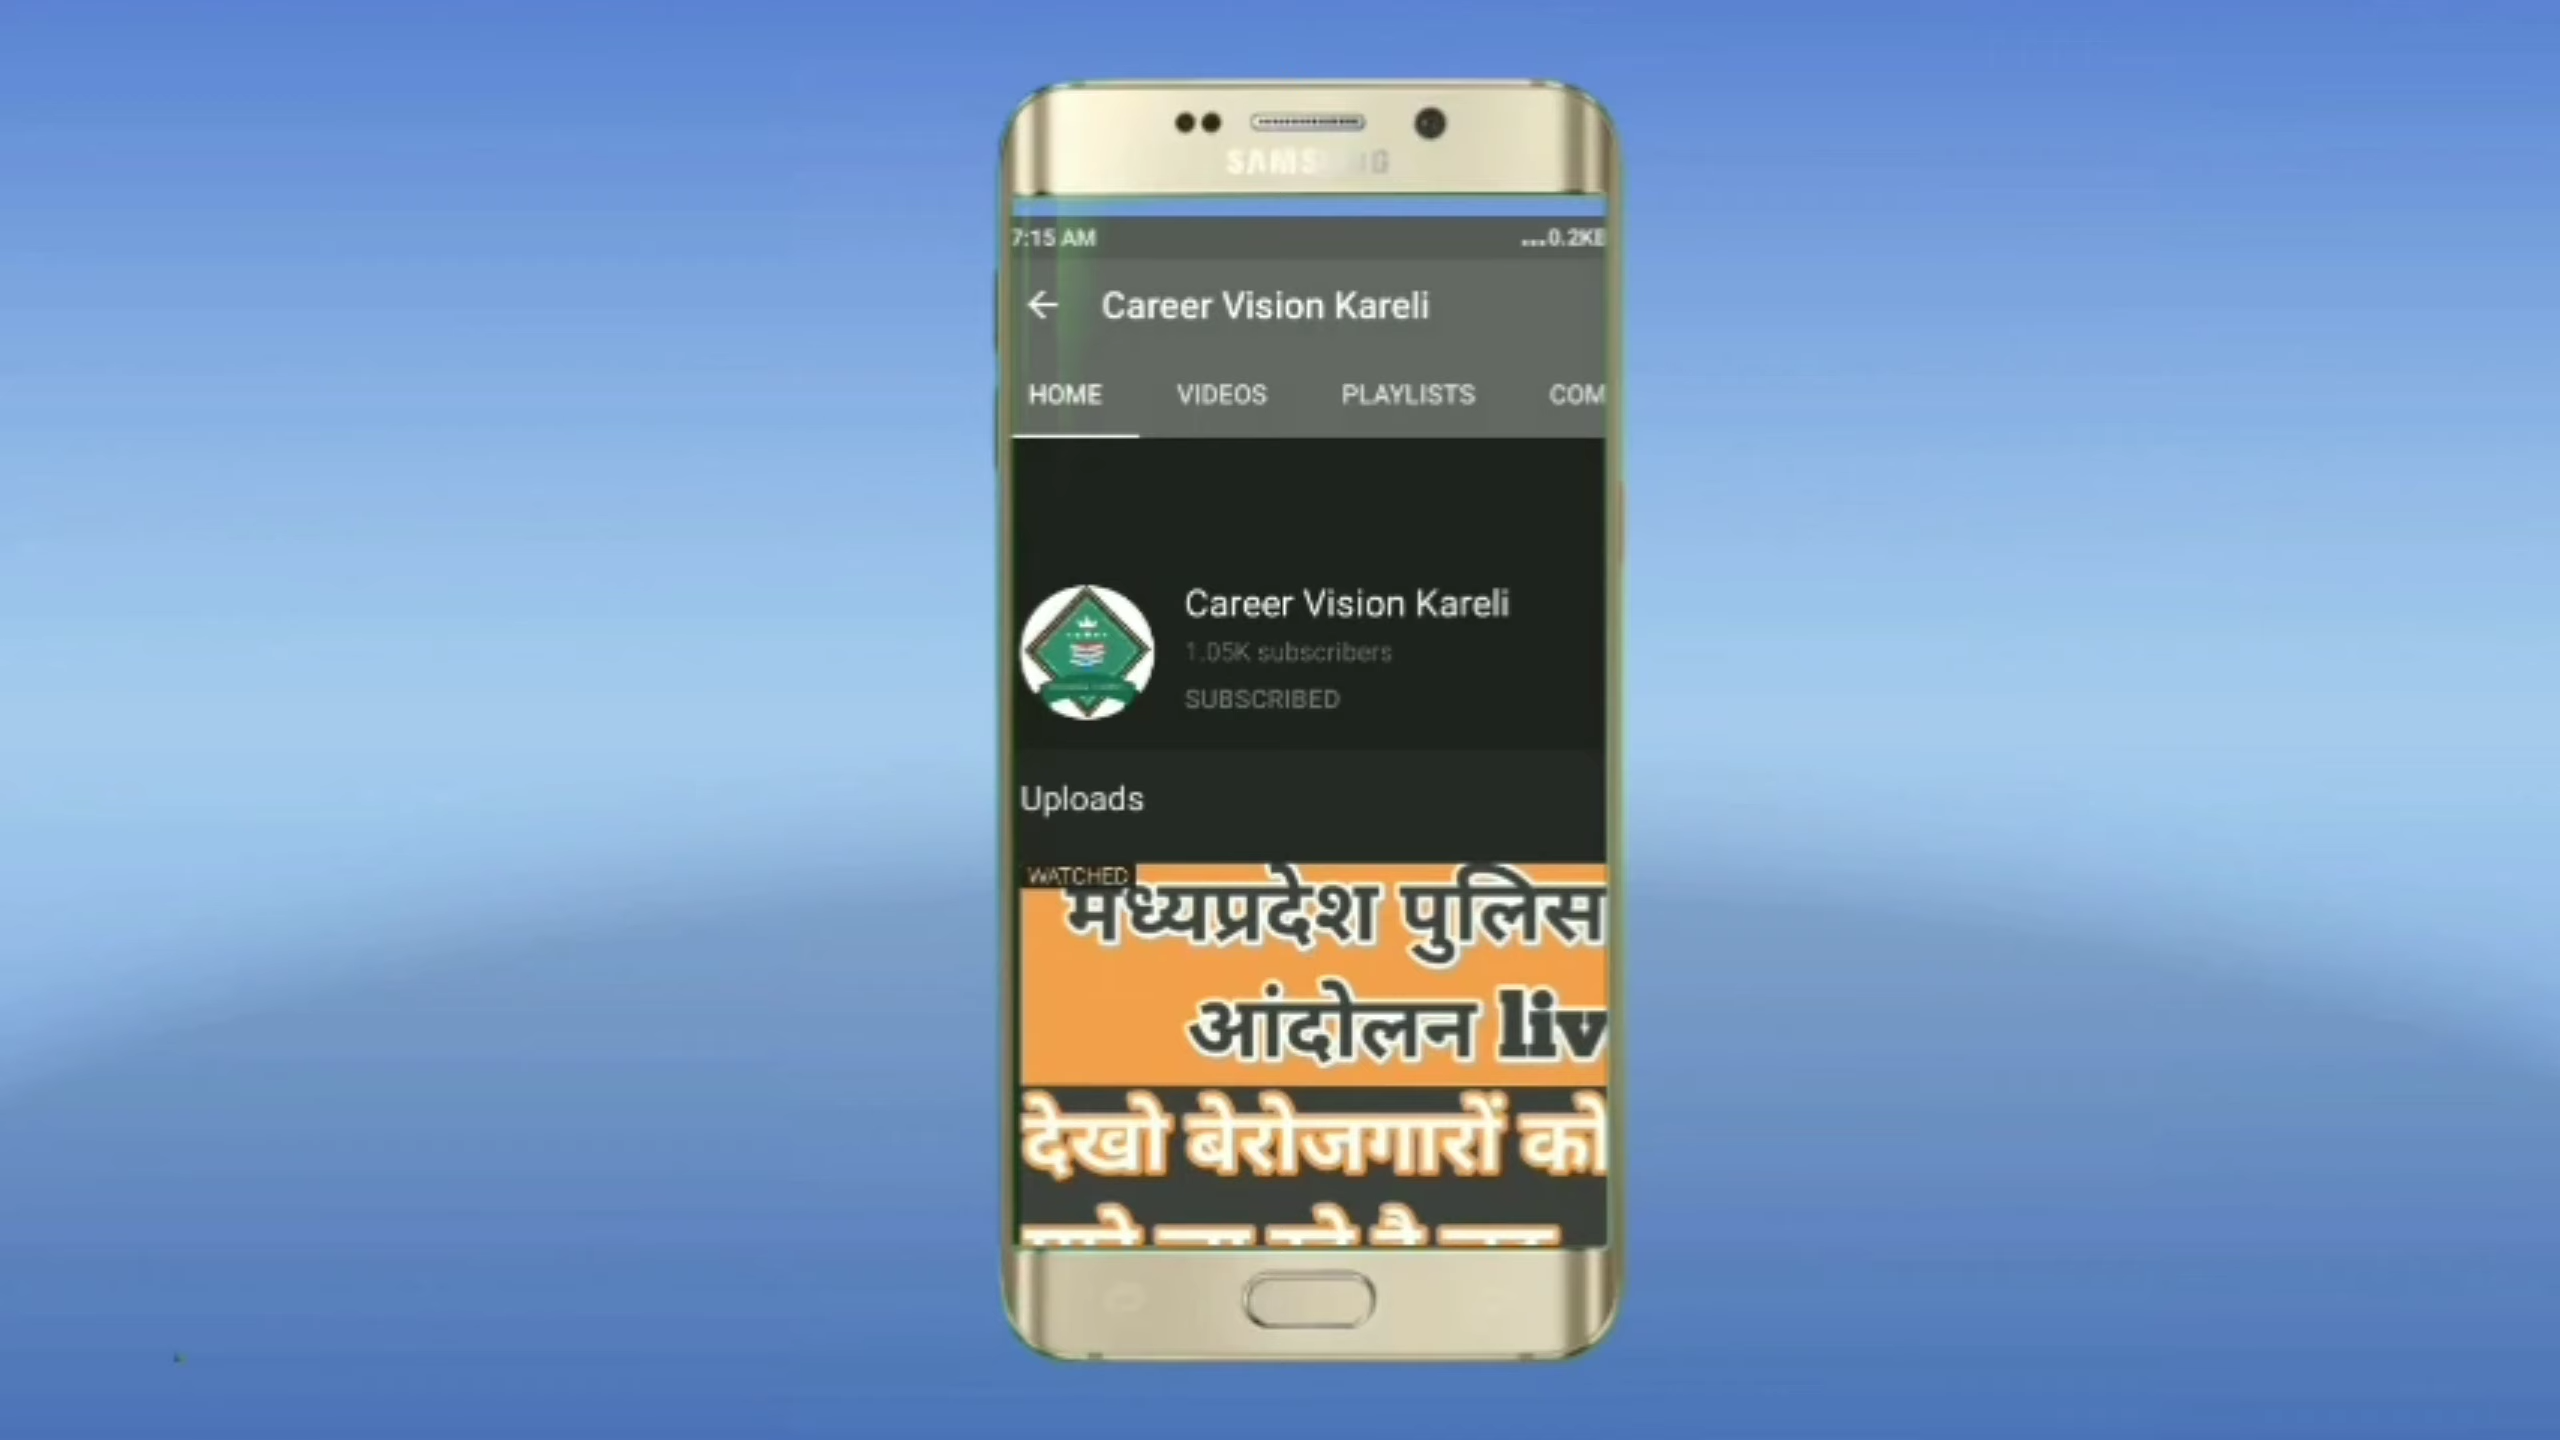 SAMSUNG
7:15 AM ...0.2KB
Career Vision Kareli
HOME VIDEOS PLAYLISTS COM
Career Vision Kareli
1.05K subscribers
SUBSCRIBED
Uploads
WATCHED
मध्यप्रदेश पुलिस
आंदोलन liv
देखो बेरोजगारों को